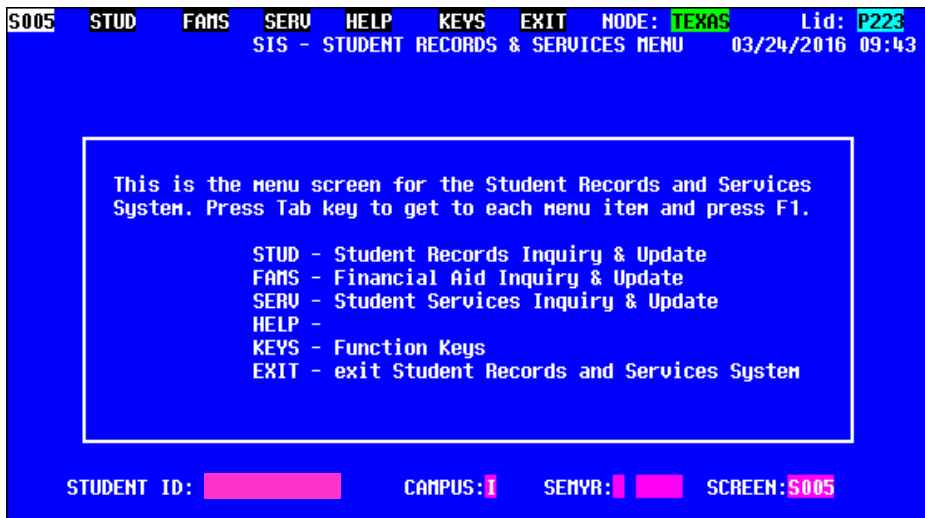 S005 STUD FAMS SERV HELP KEYS EXIT NODE: TEXAS Lid: P223
SIS - STUDENT RECORDS & SERVICES MENU 03/24/2016 09:43
This is the menu screen for the Student Records and Services
System. Press Tab key to get to each menu item and press F1.
STUD - Student Records Inquiry & Update
FAMS - Financial Aid Inquiry & Update
SERV - Student Services Inquiry & Update
HELP -
KEYS - Function Keys
EXIT - exit Student Records and Services System
STUDENT ID: CAMPUS:I SEMYR: SCREEN:S005